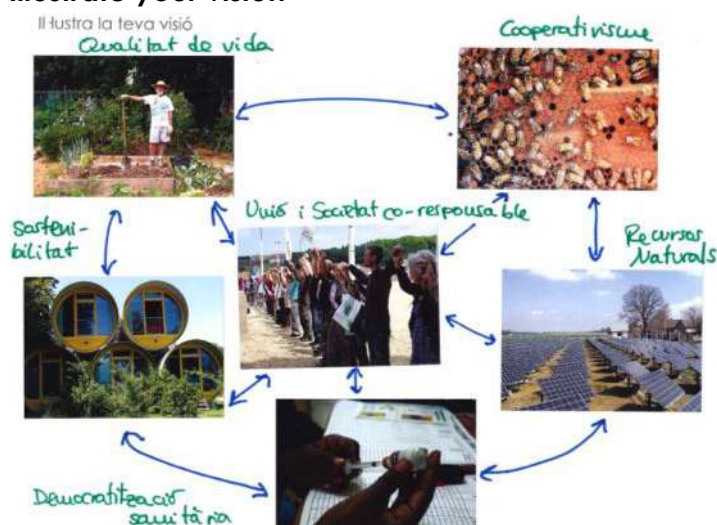 Il·lustra la teva visió
Qualitat de vida
Cooperativisme
Unió i Societat co-responsable
Sosteni-
bilitat
Recursos
Naturals
Democratització
sanitària